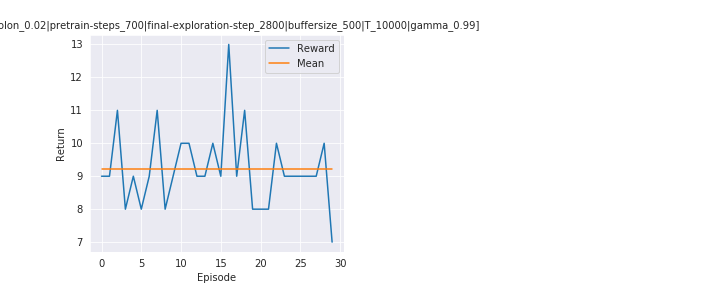 olon_0.02|pretrain-steps_700|final-exploration-step_2800|buffersize_500|T_10000|gamma_0.99]
13
12
11
10
9
8
7
Return
Reward
Mean
0 5 10 15 20 25 30
Episode